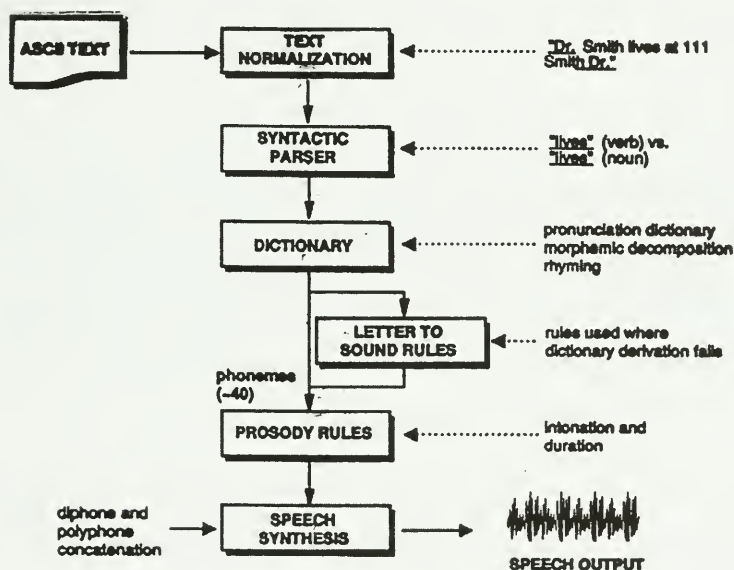 ASCII TEXT
TEXT
NORMALIZATION
"Dr. Smith lives at 111
Smith Dr."
SYNTACTIC
PARSER
"lives" (verb) vs.
"lives" (noun)
DICTIONARY
pronunciation dictionary
morphemic decomposition
rhyming
LETTER TO
SOUND RULES
rules used where
dictionary derivation fails
phonemes
(~40)
PROSODY RULES
intonation and
duration
diphone and
polyphone
concatenation
SPEECH
SYNTHESIS
SPEECH OUTPUT